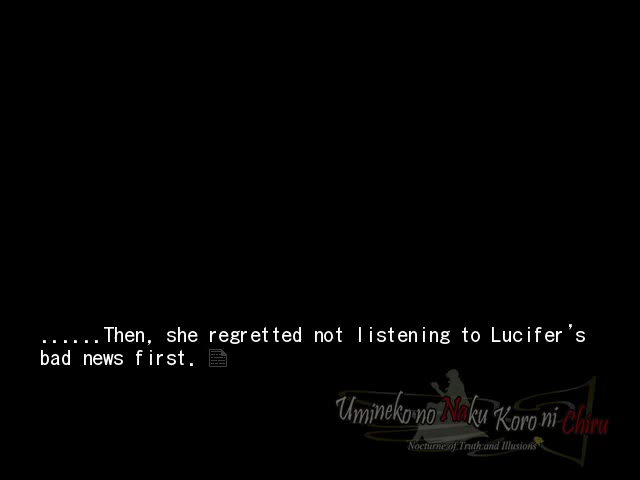 ......Then, she regretted not listening to Lucifer's
bad news first.
Umineko no Naku Koro ni Chiru
Nocturne of Truth and Illusions